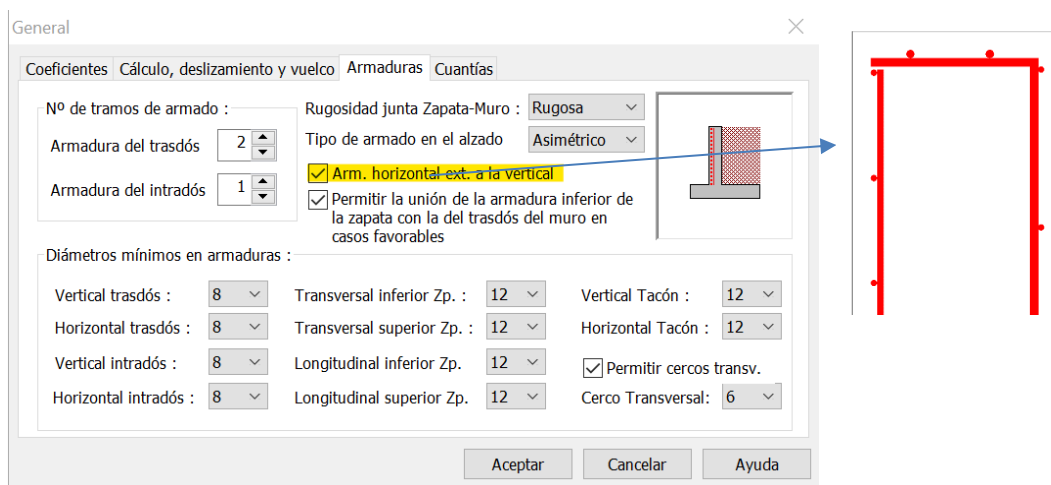 General
Coeficientes Cálculo, deslizamiento y vuelco Armaduras Cuantías
Nº de tramos de armado :
Armadura del trasdós 2
Armadura del intradós 1
Rugosidad junta Zapata-Muro : Rugosa
Tipo de armado en el alzado Asimétrico
Arm. horizontal ext. a la vertical
Permitir la unión de la armadura inferior de
la zapata con la del trasdós del muro en
casos favorables
Diámetros mínimos en armaduras :
Vertical trasdós : 8 Transversal inferior Zp. : 12 Vertical Tacón : 12
Horizontal trasdós : 8 Transversal superior Zp. : 12 Horizontal Tacón : 12
Vertical intradós : 8 Longitudinal inferior Zp. 12 Permitir cercos transv.
Horizontal intradós : 8 Longitudinal superior Zp. 12 Cerco Transversal: 6
Aceptar Cancelar Ayuda